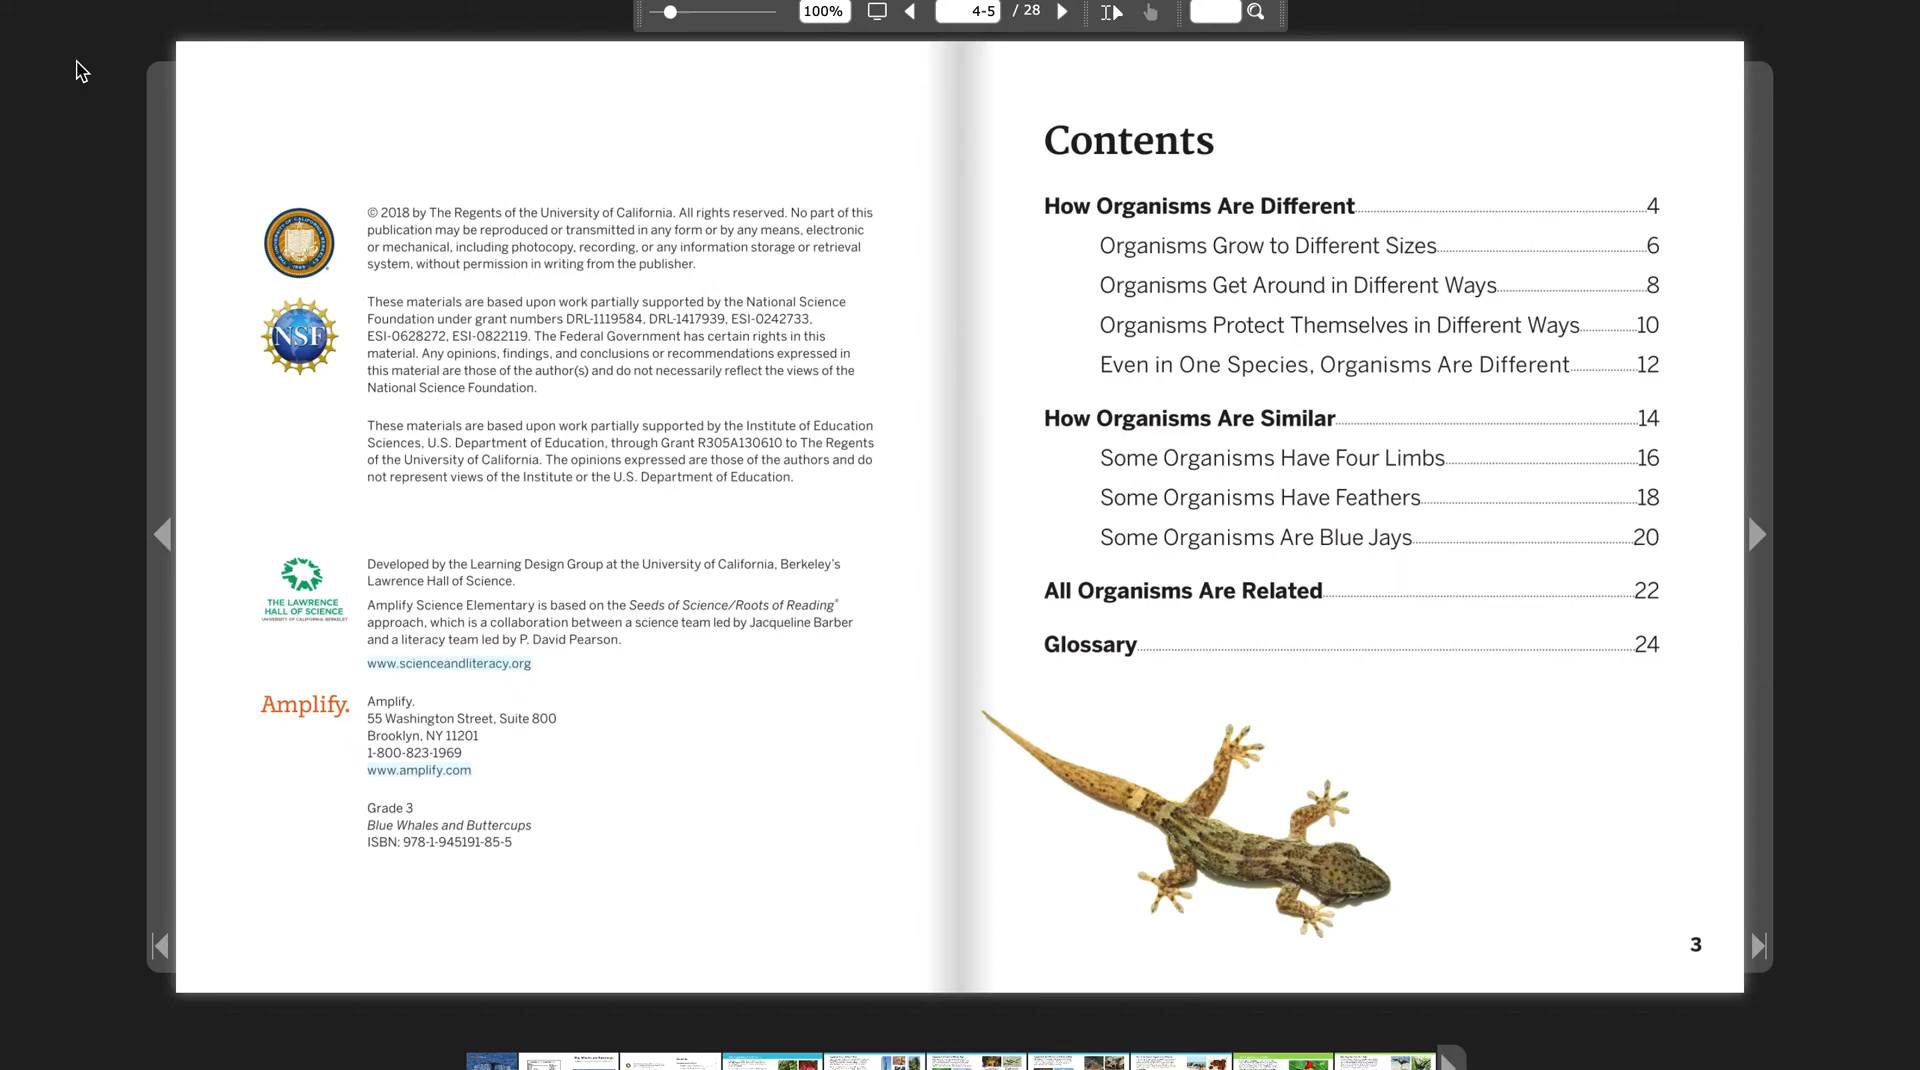 100%
4-5 / 28
© 2018 by The Regents of the University of California. All rights reserved. No part of this
publication may be reproduced or transmitted in any form or by any means, electronic
or mechanical, including photocopy, recording, or any information storage or retrieval
system, without permission in writing from the publisher.
NSF
These materials are based upon work partially supported by the National Science
Foundation under grant numbers DRL-1119584, DRL-1417939, ESI-0242733,
ESI-0628272, ESI-0822119. The Federal Government has certain rights in this
material. Any opinions, findings, and conclusions or recommendations expressed in
this material are those of the author(s) and do not necessarily reflect the views of the
National Science Foundation.
These materials are based upon work partially supported by the Institute of Education
Sciences, U.S. Department of Education, through Grant R305A130610 to The Regents
of the University of California. The opinions expressed are those of the authors and do
not represent views of the Institute or the U.S. Department of Education.
THE LAWRENCE
HALL OF SCIENCE
UNIVERSITY OF CALIFORNIA, BERKELEY
Developed by the Learning Design Group at the University of California, Berkeley’s
Lawrence Hall of Science.
Amplify Science Elementary is based on the Seeds of Science/Roots of Reading®
approach, which is a collaboration between a science team led by Jacqueline Barber
and a literacy team led by P. David Pearson.
www.scienceandliteracy.org
Amplify.
Amplify.
55 Washington Street, Suite 800
Brooklyn, NY 11201
1-800-823-1969
www.amplify.com
Grade 3
Blue Whales and Buttercups
ISBN: 978-1-945191-85-5
Contents
How Organisms Are Different 4
Organisms Grow to Different Sizes 6
Organisms Get Around in Different Ways 8
Organisms Protect Themselves in Different Ways 10
Even in One Species, Organisms Are Different 12
How Organisms Are Similar 14
Some Organisms Have Four Limbs 16
Some Organisms Have Feathers 18
Some Organisms Are Blue Jays 20
All Organisms Are Related 22
Glossary 24
3